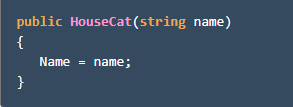 public HouseCat(string name)
{
   Name = name;
}